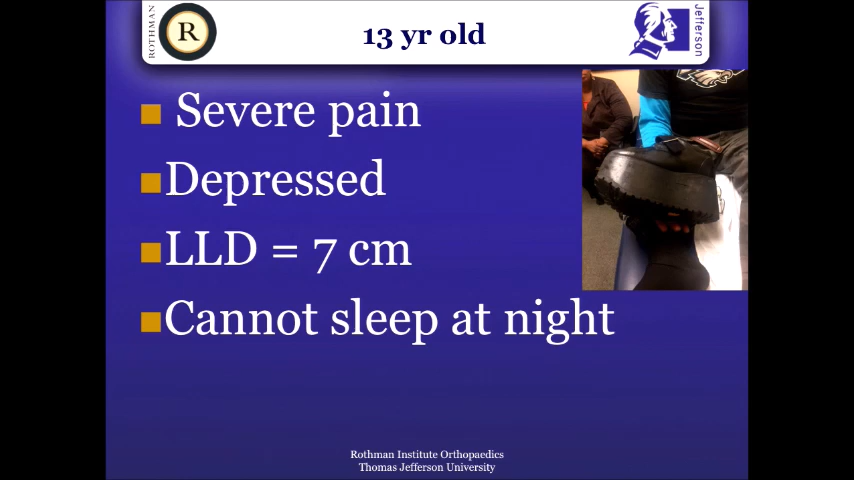 ROTHMAN
R
13 yr old
Jefferson
Severe pain
Depressed
LLD = 7 cm
Cannot sleep at night
Rothman Institute Orthopaedics
Thomas Jefferson University